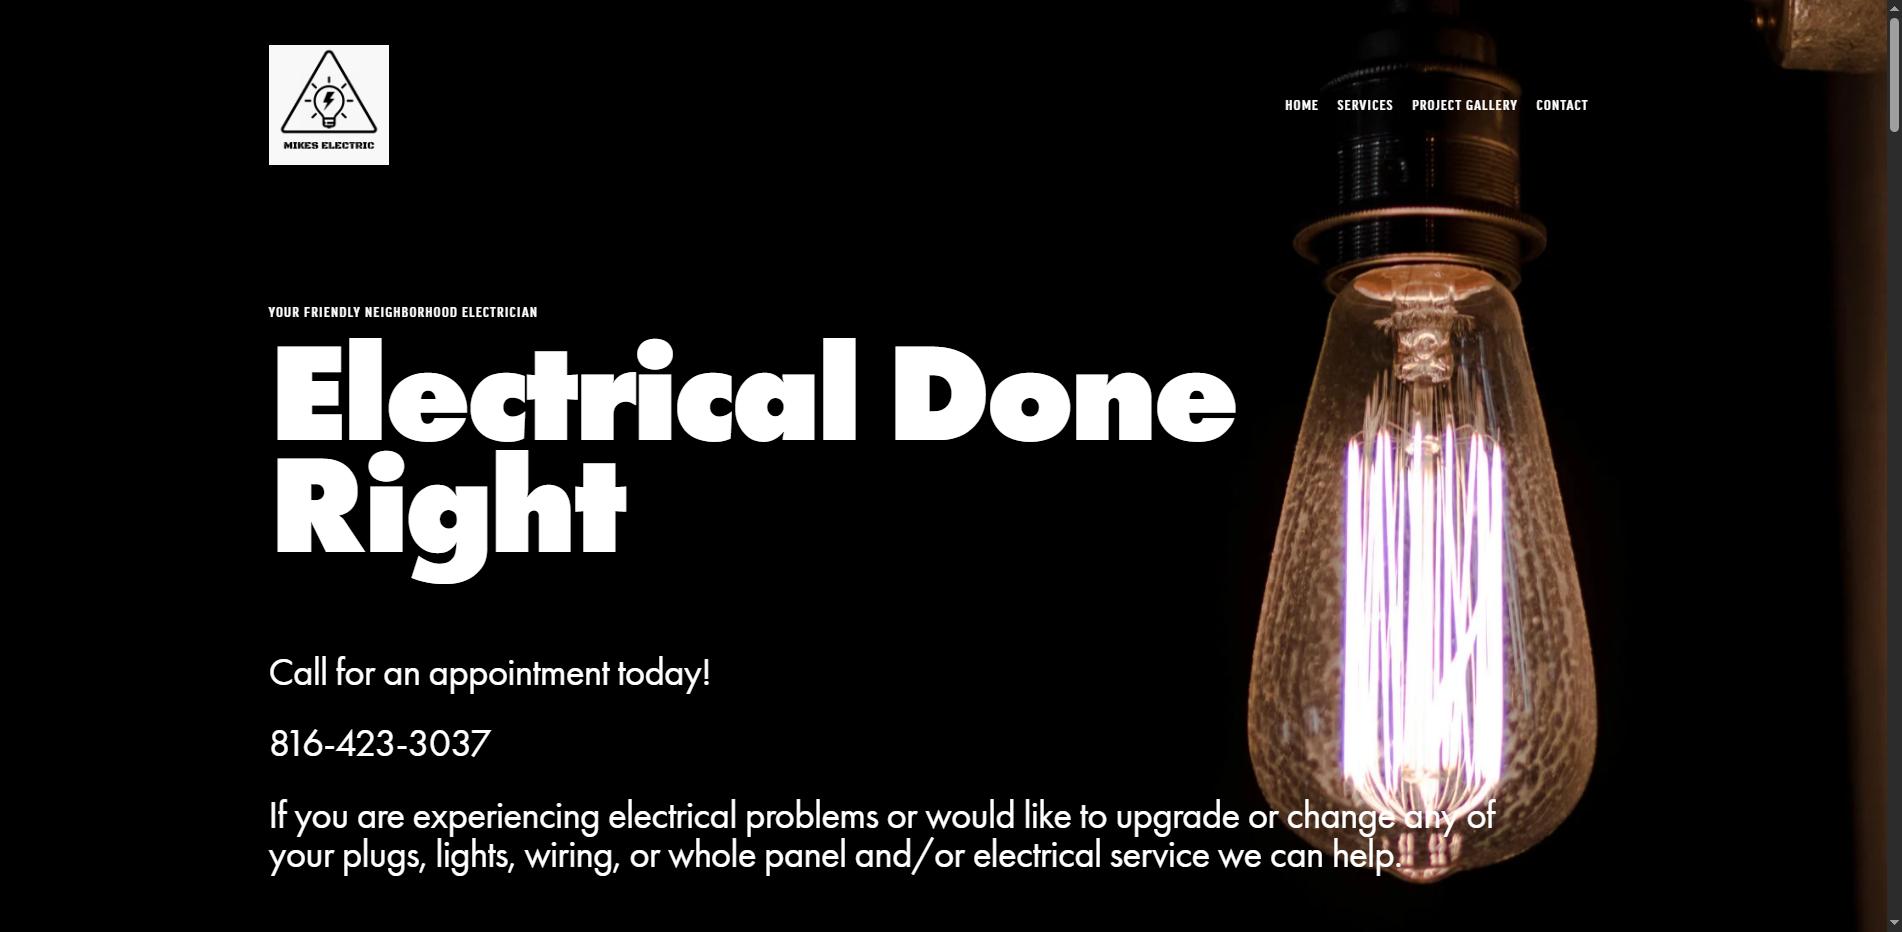 MIKES ELECTRIC
HOME SERVICES PROJECT GALLERY CONTACT
YOUR FRIENDLY NEIGHBORHOOD ELECTRICIAN
Electrical Done
Right
Call for an appointment today!
816-423-3037
If you are experiencing electrical problems or would like to upgrade or change any of
your plugs, lights, wiring, or whole panel and/or electrical service we can help.